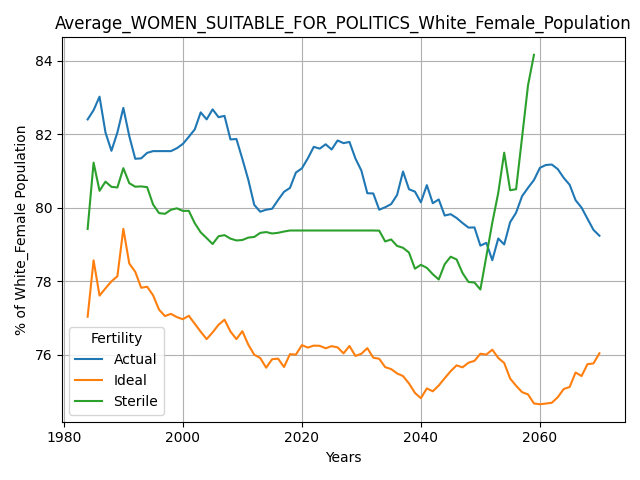 Average_WOMEN_SUITABLE_FOR_POLITICS_White_Female_Population
% of White_Female Population
84
82
80
78
76
Fertility
Actual
Ideal
Sterile
1980
2000
2020
2040
2060
Years